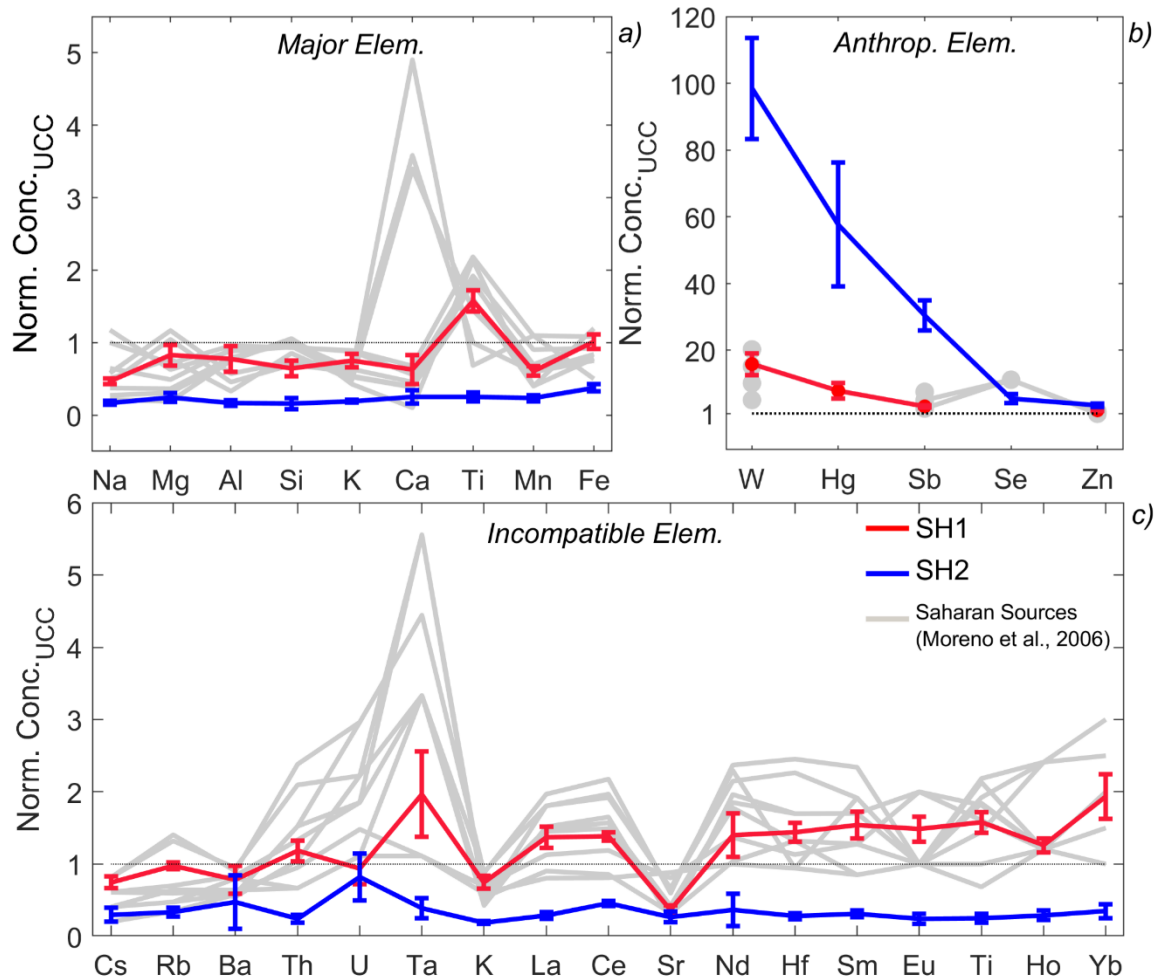 Major Elem.
a)
Norm. Conc.UCC
5
4
3
2
1
0
Na Mg Al Si K Ca Ti Mn Fe
Anthrop. Elem.
b)
Norm. Conc.UCC
120
100
80
60
40
20
1
W Hg Sb Se Zn
Incompatible Elem.
c)
Norm. Conc.UCC
6
5
4
3
2
1
0
SH1
SH2
Saharan Sources
(Moreno et al., 2006)
Cs Rb Ba Th U Ta K La Ce Sr Nd Hf Sm Eu Ti Ho Yb